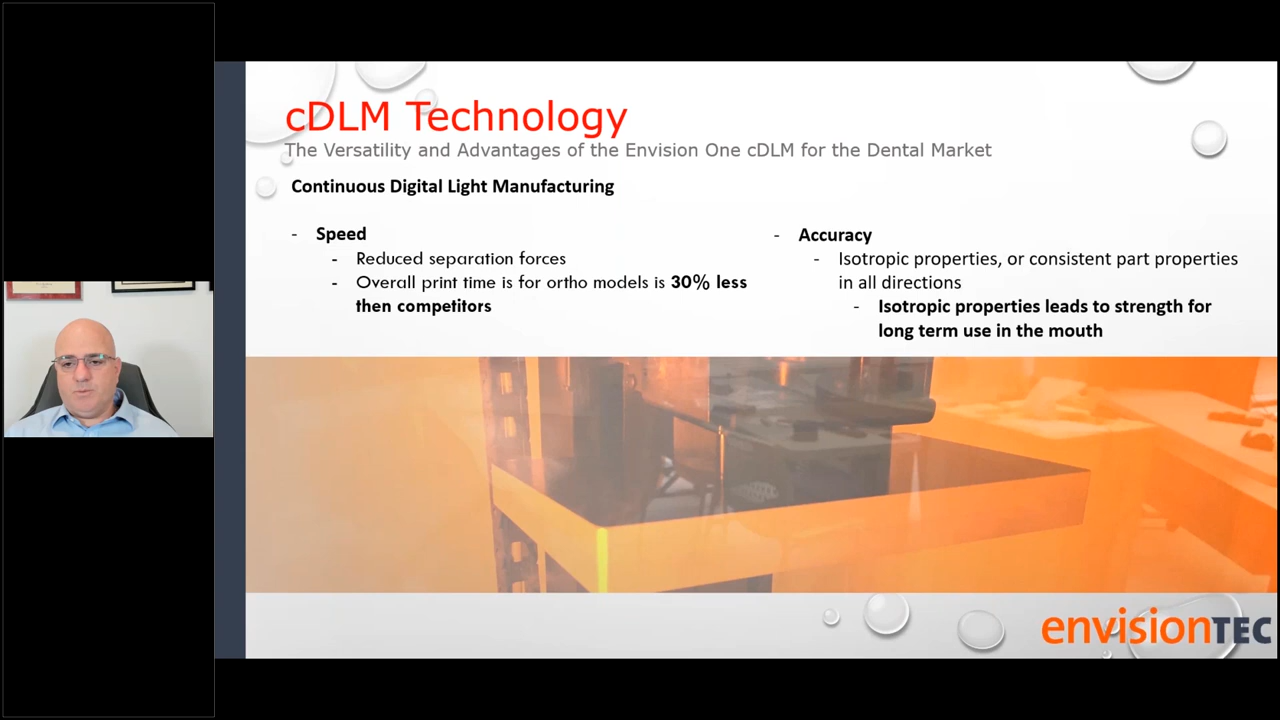 cDLM Technology
The Versatility and Advantages of the Envision One cDLM for the Dental Market
Continuous Digital Light Manufacturing
- Speed
- Reduced separation forces
- Overall print time is for ortho models is 30% less
then competitors
- Accuracy
- Isotropic properties, or consistent part properties
in all directions
- Isotropic properties leads to strength for
long term use in the mouth
envisionTEC